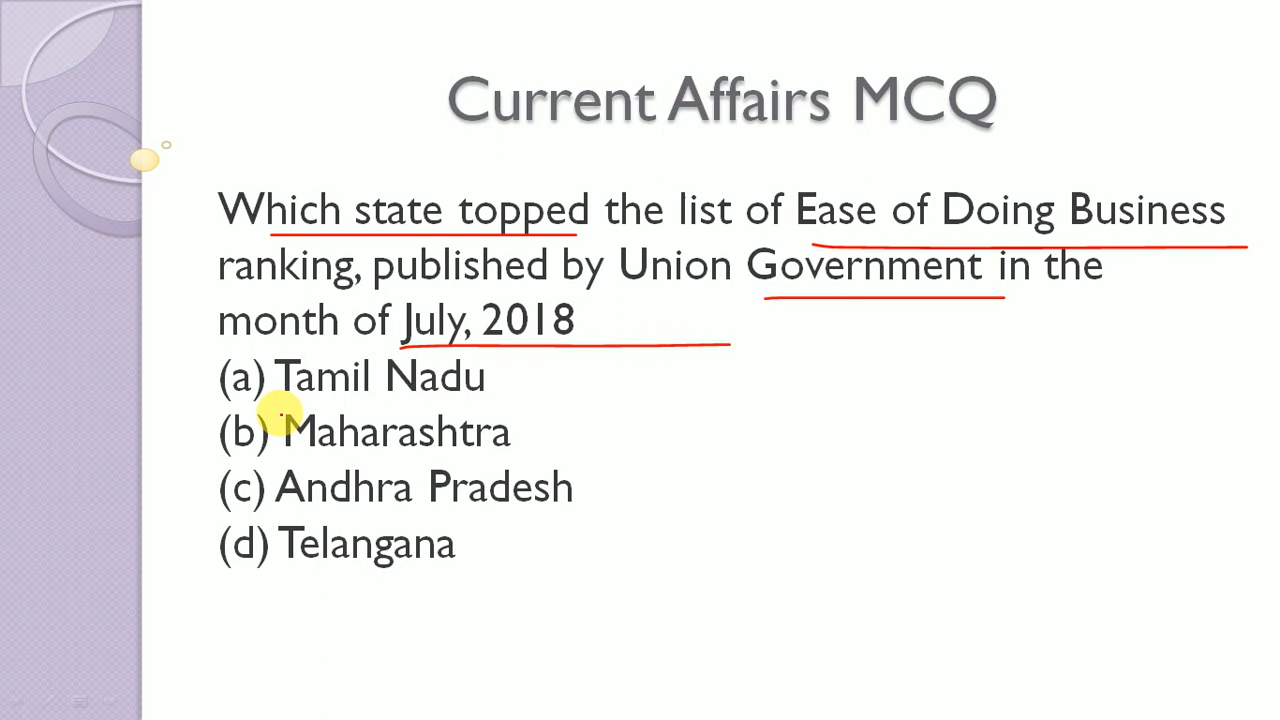 Current Affairs MCQ
Which state topped the list of Ease of Doing Business
ranking, published by Union Government in the
month of July, 2018
(a) Tamil Nadu
(b) Maharashtra
(c) Andhra Pradesh
(d) Telangana